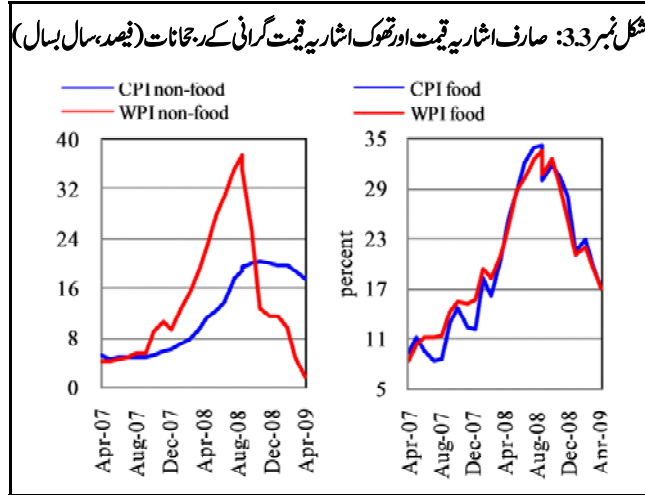 شکل نمبر 3.3: صارف اشاریہ قیمت اور تھوک اشاریہ قیمت گرانی کے رجحانات (فیصد، سال بسال)
CPI non-food
WPI non-food
40
32
24
16
8
0
Apr-07
Aug-07
Dec-07
Apr-08
Aug-08
Dec-08
Apr-09
CPI food
WPI food
percent
35
29
23
17
11
5
Apr-07
Aug-07
Dec-07
Apr-08
Aug-08
Dec-08
Apr-09